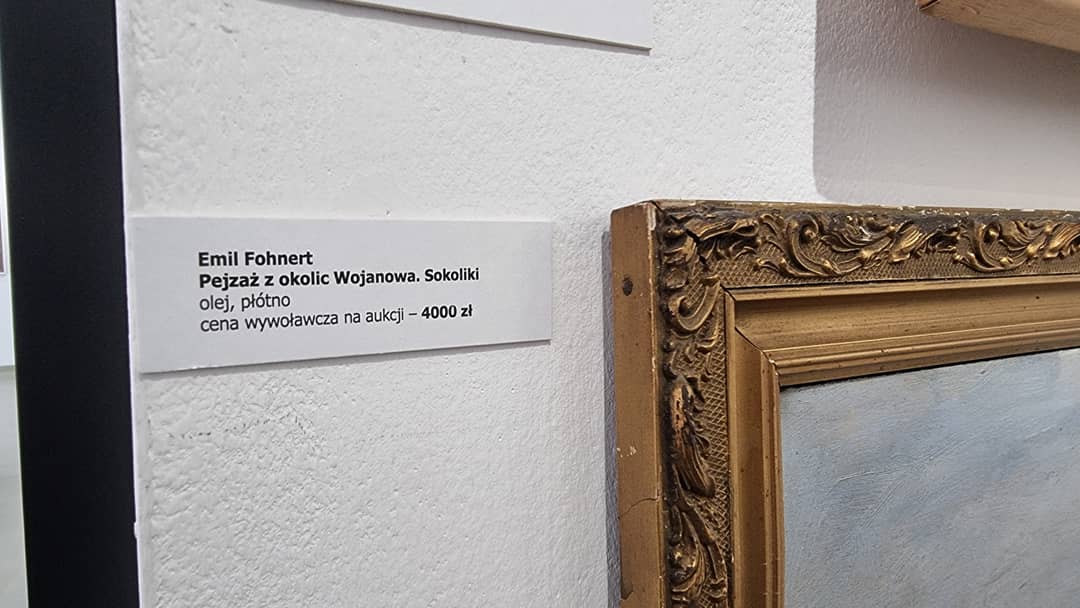 Emil Fohnert
Pejzaż z okolic Wojanowa. Sokoliki
olej, płótno
cena wywoławcza na aukcji – 4000 zł